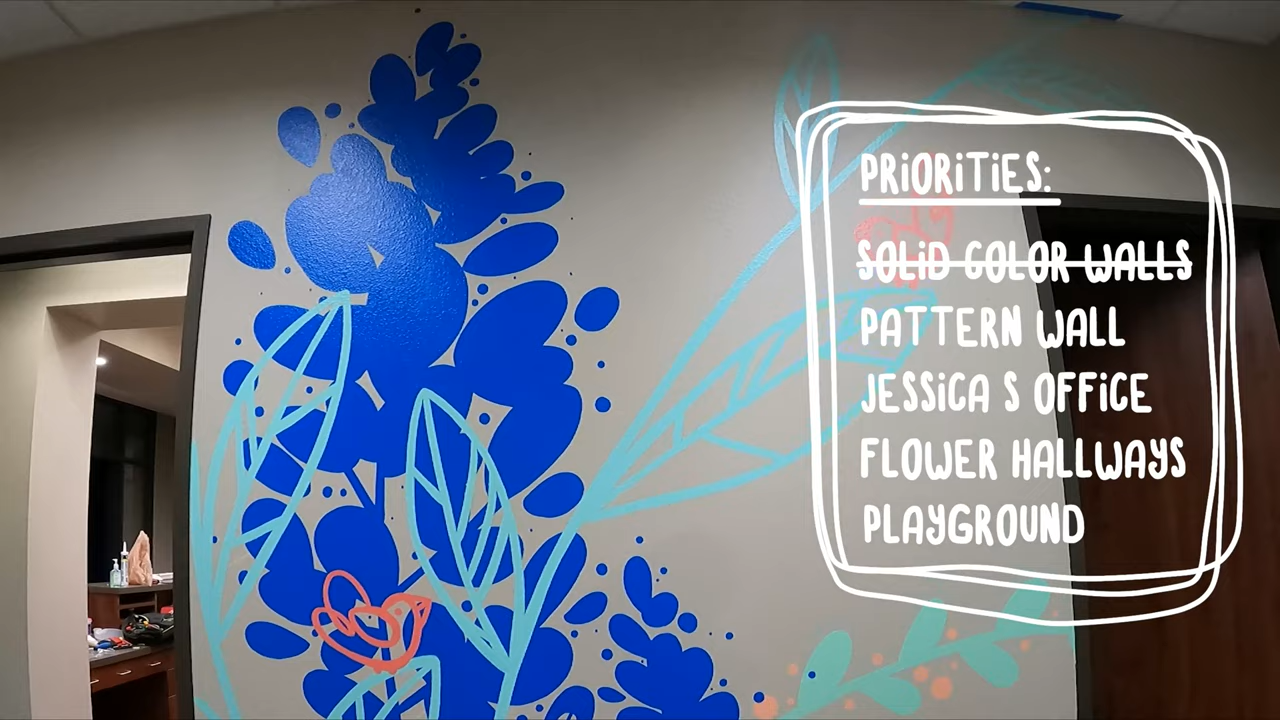 PRiORiTiES:
SOLiD COLOR WALLS
PATTERN WALL
JESSiCA S OFFiCE
FLOWER HALLWAYS
PLAYGROUND